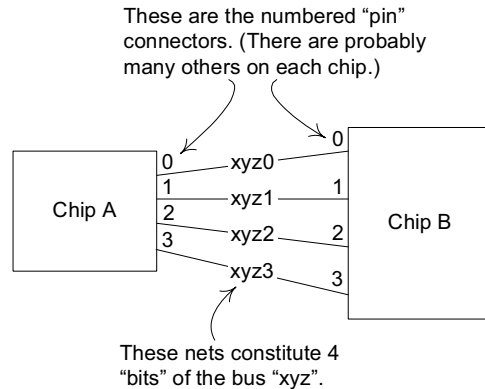 These are the numbered “pin”
connectors. (There are probably
many others on each chip.)
0
0
xyz0
1
xyz1
1
Chip A
Chip B
2
xyz2
2
3
xyz3
3
These nets constitute 4
“bits” of the bus “xyz”.